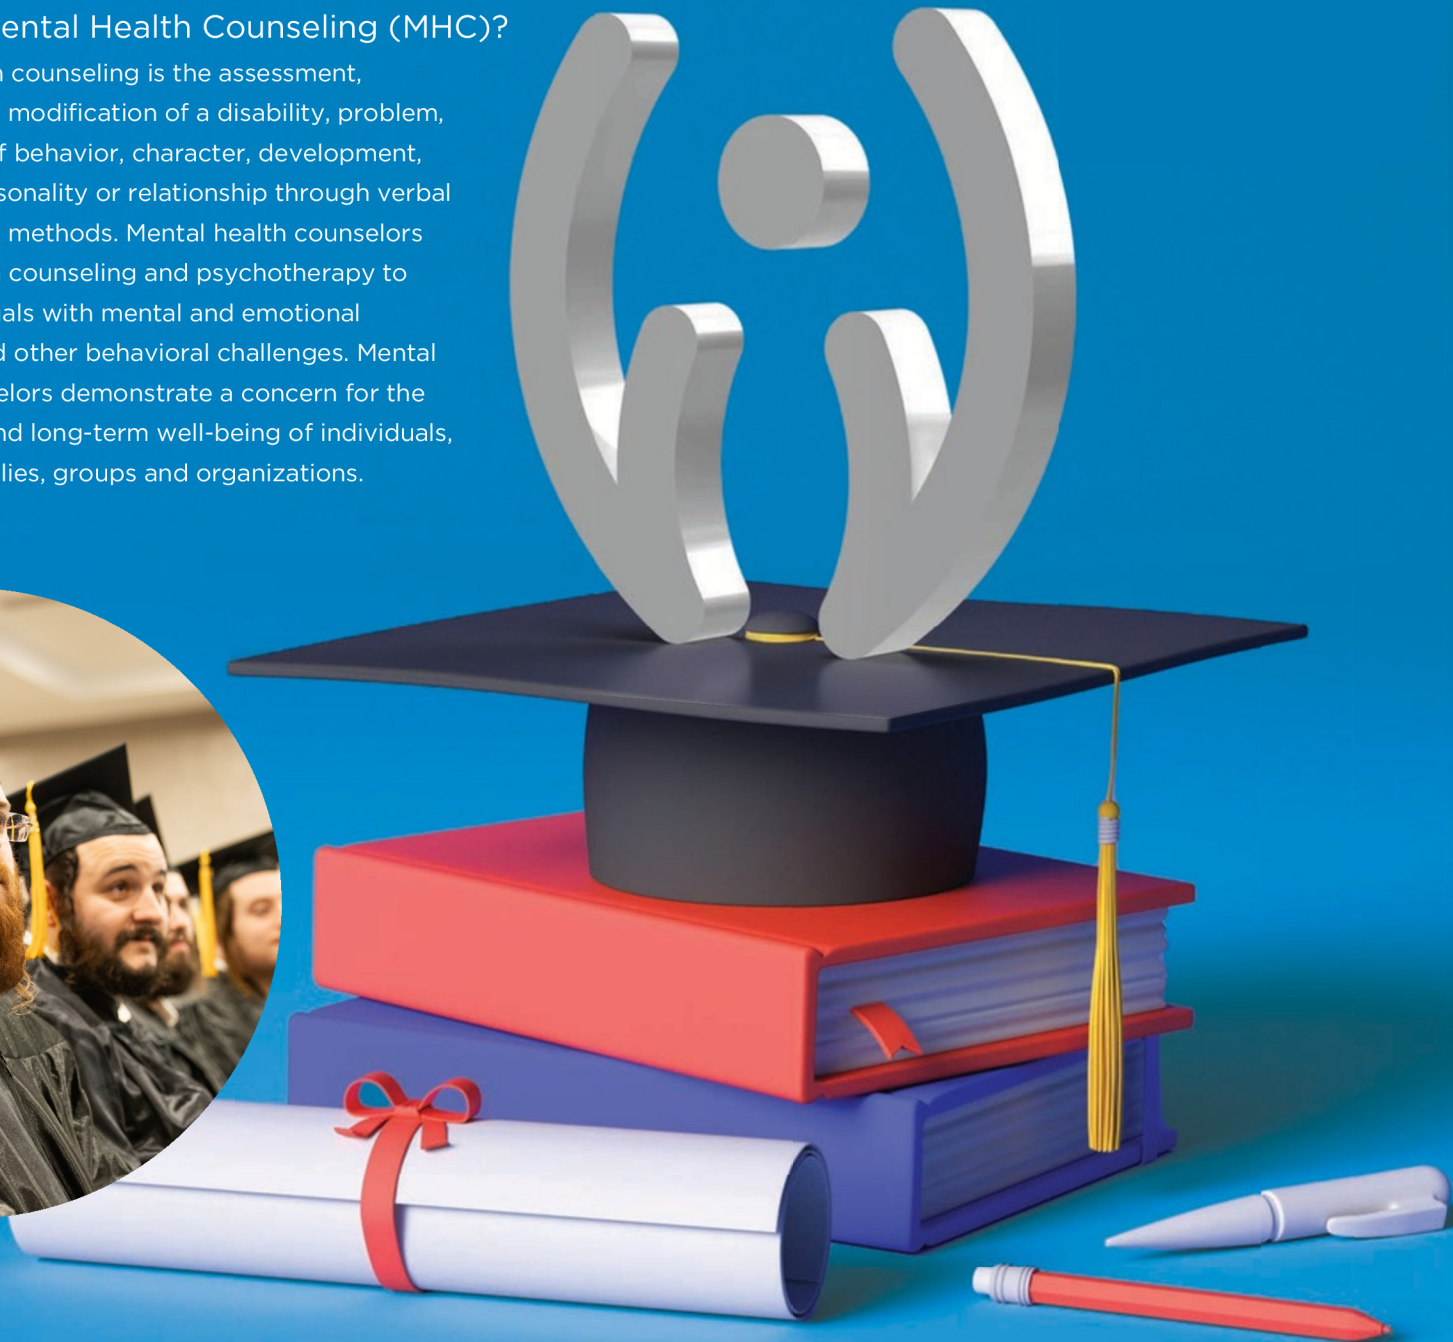 ental Health Counseling (MHC)?
counseling is the assessment,
modification of a disability, problem,
f behavior, character, development,
sonality or relationship through verbal
methods. Mental health counselors
counseling and psychotherapy to
als with mental and emotional
d other behavioral challenges. Mental
elors demonstrate a concern for the
nd long-term well-being of individuals,
lies, groups and organizations.